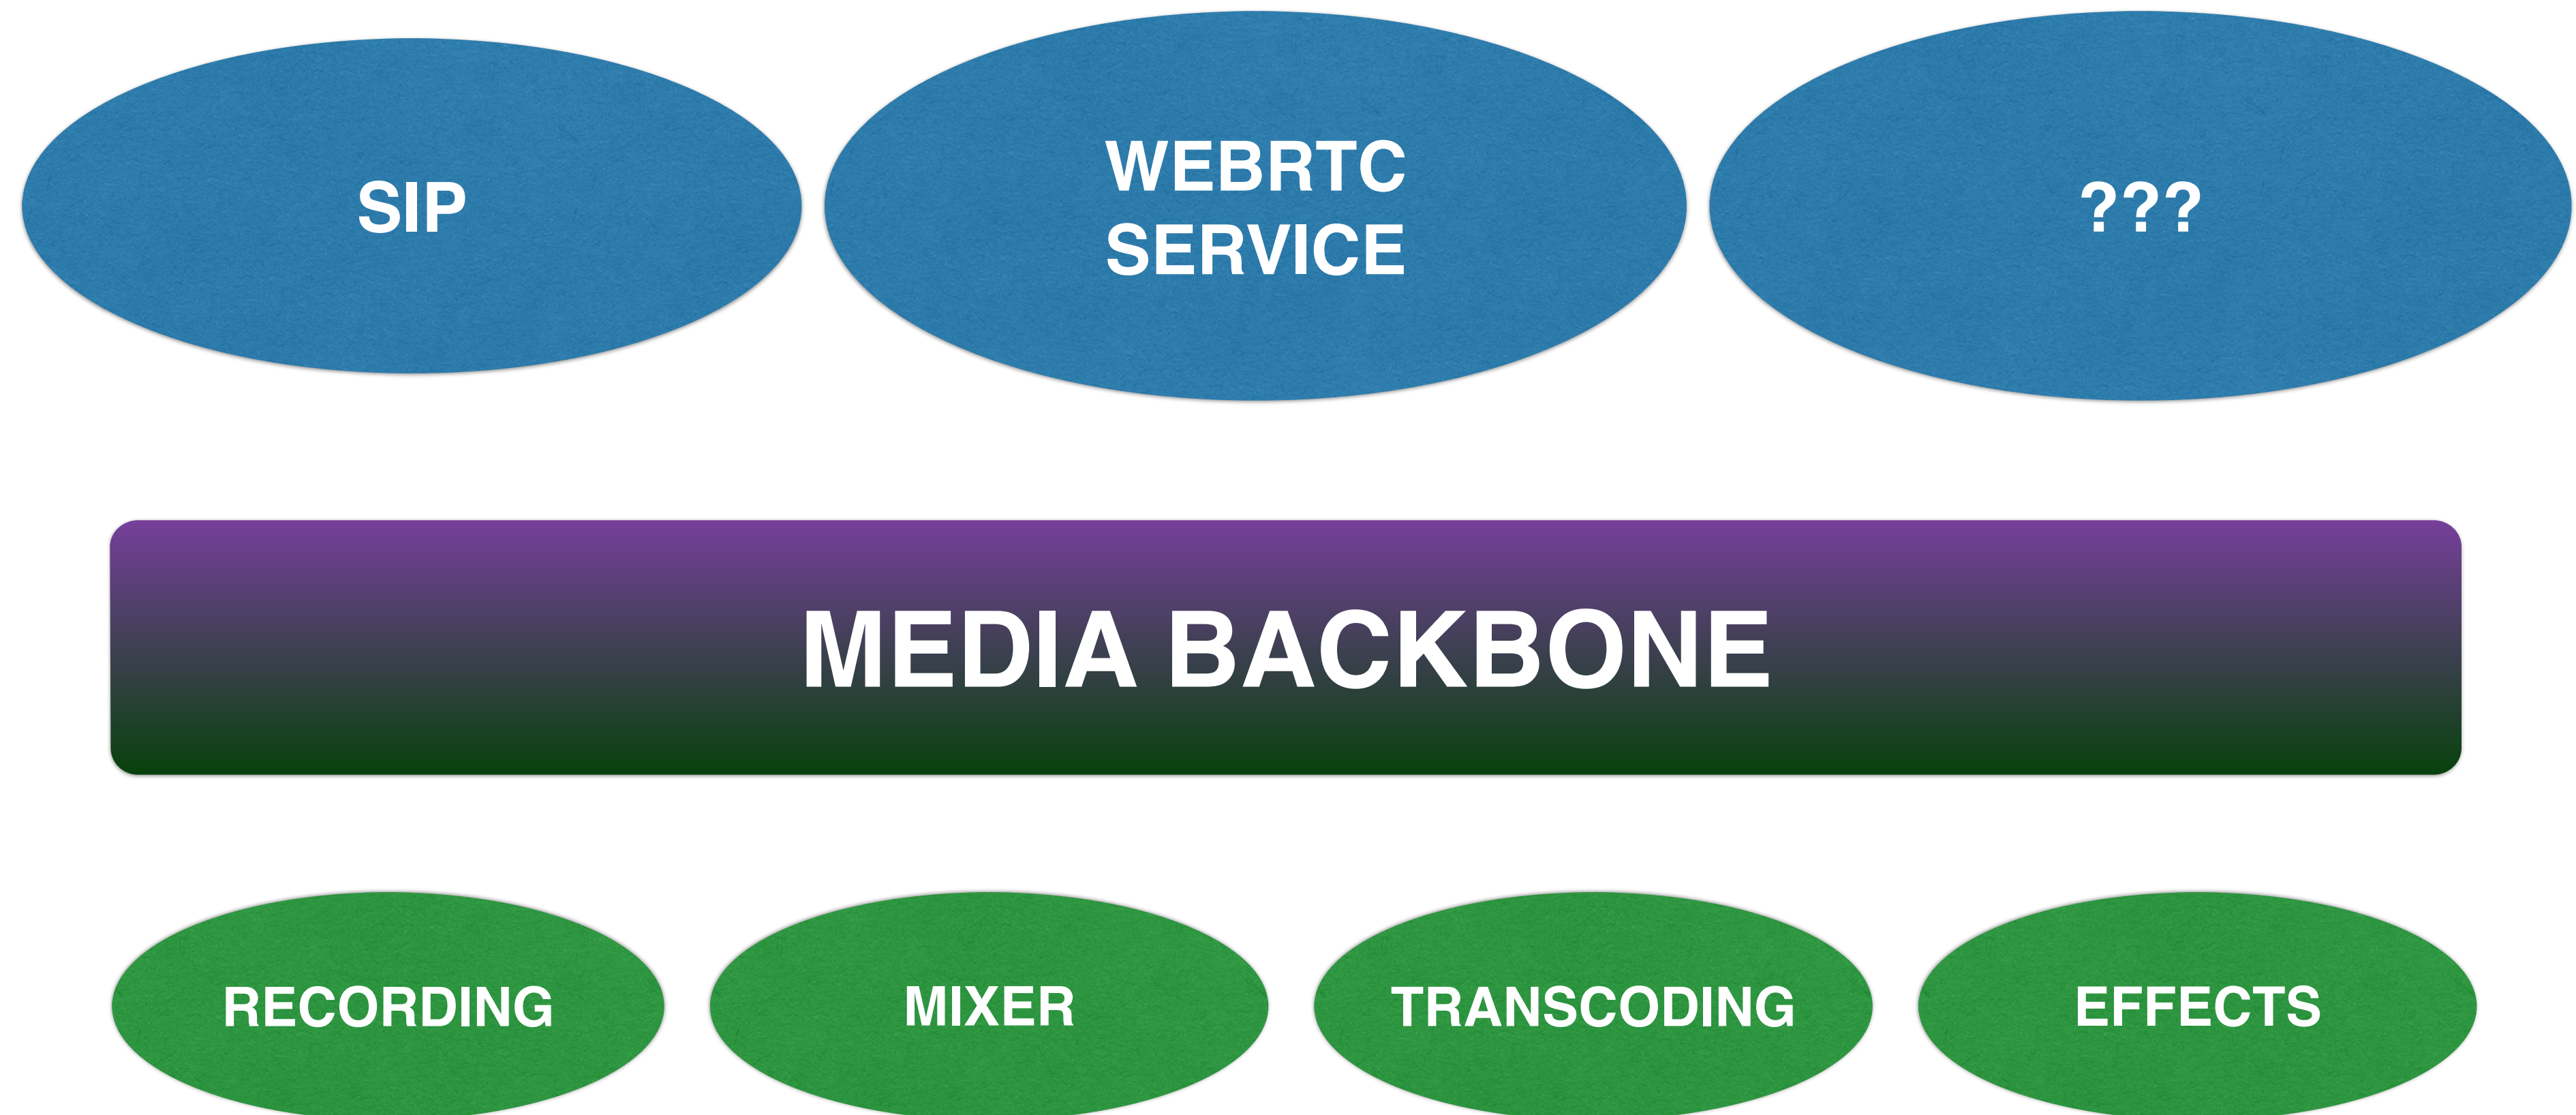 SIP
WEBRTC
SERVICE
???
MEDIA BACKBONE
RECORDING
MIXER
TRANSCODING
EFFECTS